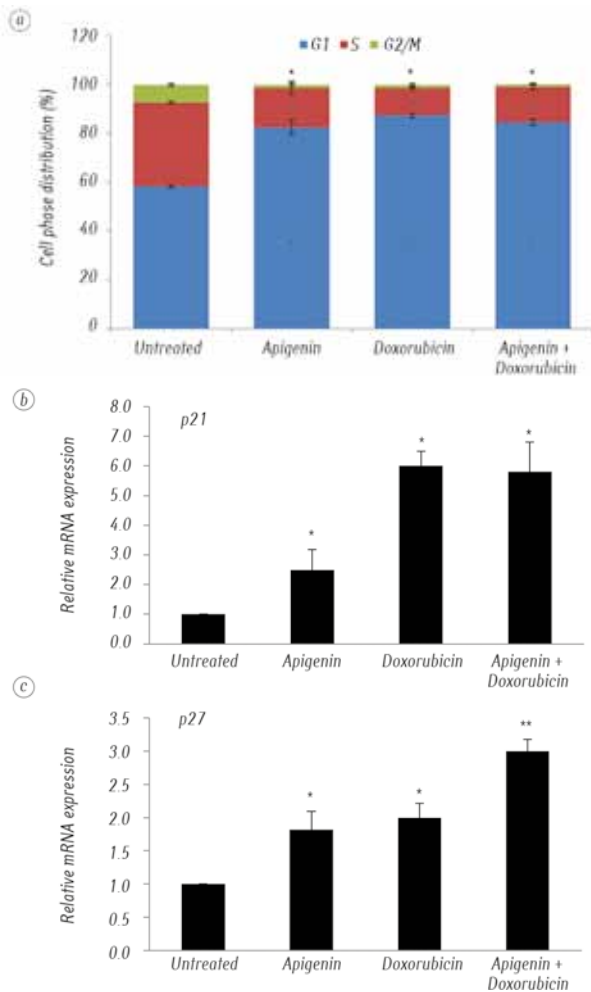 a
120
G1 S G2/M
* * *
100
80
60
40
20
0
Cell phase distribution (%)
Untreated Apigenin Doxorubicin Apigenin +
Doxorubicin
b
p21
8.0
7.0
6.0
5.0
4.0
3.0
2.0
1.0
0.0
Relative mRNA expression
* * *
Untreated Apigenin Doxorubicin Apigenin +
Doxorubicin
c
p27
3.5
3.0
2.5
2.0
1.5
1.0
0.5
0.0
Relative mRNA expression
* * **
Untreated Apigenin Doxorubicin Apigenin +
Doxorubicin